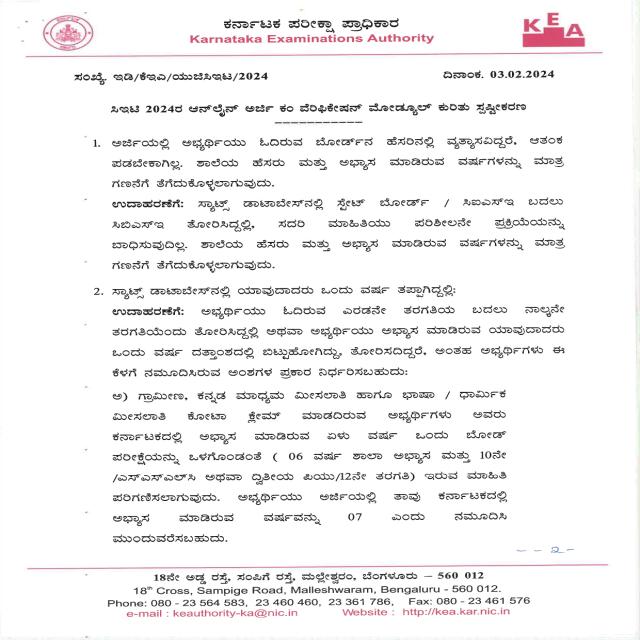 ಕರ್ನಾಟಕ ಪರೀಕ್ಷಾ ಪ್ರಾಧಿಕಾರ
Karnataka Examinations Authority
KEA
ಸಂಖ್ಯೆ. ಇಡಿ/ಕೆಇಎ/ಯುಜಿಸಿಇಟ/2024 ದಿನಾಂಕ. 03.02.2024
ಸಿಇಟಿ 2024ರ ಆನ್‌ಲೈನ್ ಅರ್ಜಿ ಕಂ ವೆರಿಫಿಕೇಷನ್ ಮೋಡ್ಯೂಲ್ ಕುರಿತು ಸ್ಪಷ್ಟೀಕರಣ
-----------
1. ಅರ್ಜಿಯಲ್ಲಿ ಅಭ್ಯರ್ಥಿಯು ಓದಿರುವ ಬೋರ್ಡ್‌ನ ಹೆಸರಿನಲ್ಲಿ ವ್ಯತ್ಯಾಸವಿದ್ದರೆ, ಆತಂಕ
ಪಡಬೇಕಾಗಿಲ್ಲ. ಶಾಲೆಯ ಹೆಸರು ಮತ್ತು ಅಭ್ಯಾಸ ಮಾಡಿರುವ ವರ್ಷಗಳನ್ನು ಮಾತ್ರ
ಗಣನೆಗೆ ತೆಗೆದುಕೊಳ್ಳಲಾಗುವುದು.
ಉದಾಹರಣೆಗೆ: ಸ್ಯಾಟ್ಸ್ ಡಾಟಾಬೇಸ್‌ನಲ್ಲಿ ಸ್ಟೇಟ್ ಬೋರ್ಡ್ / ಸಿಐಎಸ್‌ಇ ಬದಲು
ಸಿಬಿಎಸ್‌ಇ ತೋರಿಸಿದ್ದಲ್ಲಿ, ಸದರಿ ಮಾಹಿತಿಯು ಪರಿಶೀಲನೇ ಪ್ರಕ್ರಿಯೆಯನ್ನು
ಬಾಧಿಸುವುದಿಲ್ಲ. ಶಾಲೆಯ ಹೆಸರು ಮತ್ತು ಅಭ್ಯಾಸ ಮಾಡಿರುವ ವರ್ಷಗಳನ್ನು ಮಾತ್ರ
ಗಣನೆಗೆ ತೆಗೆದುಕೊಳ್ಳಲಾಗುವುದು.
2. ಸ್ಯಾಟ್ಸ್ ಡಾಟಾಬೇಸ್‌ನಲ್ಲಿ ಯಾವುದಾದರು ಒಂದು ವರ್ಷ ತಪ್ಪಾಗಿದ್ದಲ್ಲಿ:
ಉದಾಹರಣೆಗೆ: ಅಭ್ಯರ್ಥಿಯು ಓದಿರುವ ಎರಡನೇ ತರಗತಿಯ ಬದಲು ನಾಲ್ಕನೇ
ತರಗತಿಯೆಂದು ತೋರಿಸಿದ್ದಲ್ಲಿ ಅಥವಾ ಅಭ್ಯರ್ಥಿಯು ಅಭ್ಯಾಸ ಮಾಡಿರುವ ಯಾವುದಾದರು
ಒಂದು ವರ್ಷ ದತ್ತಾಂಶದಲ್ಲಿ ಬಿಟ್ಟುಹೋಗಿದ್ದು, ತೋರಿಸದಿದ್ದರೆ, ಅಂತಹ ಅಭ್ಯರ್ಥಿಗಳು ಈ
ಕೆಳಗೆ ನಮೂದಿಸಿರುವ ಅಂಶಗಳ ಪ್ರಕಾರ ನಿರ್ಧರಿಸಬಹುದು:
ಅ) ಗ್ರಾಮೀಣ, ಕನ್ನಡ ಮಾಧ್ಯಮ ಮೀಸಲಾತಿ ಹಾಗೂ ಭಾಷಾ / ಧಾರ್ಮಿಕ
ಮೀಸಲಾತಿ ಕೋಟಾ ಕ್ಲೇಮ್ ಮಾಡದಿರುವ ಅಭ್ಯರ್ಥಿಗಳು ಅವರು
ಕರ್ನಾಟಕದಲ್ಲಿ ಅಭ್ಯಾಸ ಮಾಡಿರುವ ಏಳು ವರ್ಷ ಒಂದು ಬೋರ್ಡ್
ಪರೀಕ್ಷೆಯನ್ನು ಒಳಗೊಂಡಂತೆ ( 06 ವರ್ಷ ಶಾಲಾ ಅಭ್ಯಾಸ ಮತ್ತು 10ನೇ
/ಎಸ್‌ಎಸ್‌ಎಲ್‌ಸಿ ಅಥವಾ ದ್ವಿತೀಯ ಪಿಯು/12ನೇ ತರಗತಿ) ಇರುವ ಮಾಹಿತಿ
ಪರಿಗಣಿಸಲಾಗುವುದು. ಅಭ್ಯರ್ಥಿಯು ಅರ್ಜಿಯಲ್ಲಿ ತಾವು ಕರ್ನಾಟಕದಲ್ಲಿ
ಅಭ್ಯಾಸ ಮಾಡಿರುವ ವರ್ಷವನ್ನು 07 ಎಂದು ನಮೂದಿಸಿ
ಮುಂದುವರೆಸಬಹುದು.
- - 2 -
18ನೇ ಅಡ್ಡ ರಸ್ತೆ, ಸಂಪಿಗೆ ರಸ್ತೆ, ಮಲ್ಲೇಶ್ವರಂ, ಬೆಂಗಳೂರು – 560 012
18th Cross, Sampige Road, Malleshwaram, Bengaluru - 560 012.
Phone: 080 - 23 564 583, 23 460 460, 23 361 786, Fax: 080 - 23 461 576
e-mail : keauthority-ka@nic.in Website : http://kea.kar.nic.in